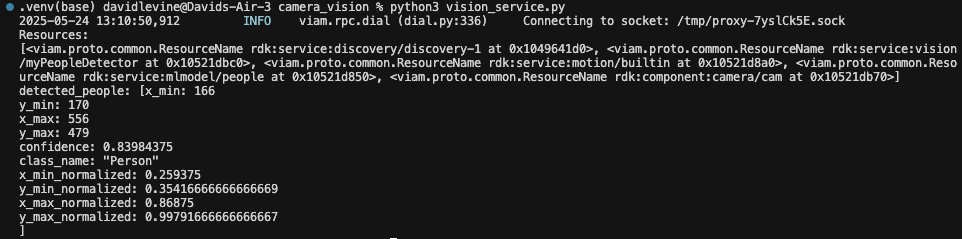 .venv(base) davidlevine@Davids-Air-3 camera_vision % python3 vision_service.py
2025-05-24 13:10:50,912 INFO viam.rpc.dial (dial.py:336) Connecting to socket: /tmp/proxy-7yslCk5E.sock
Resources:
[<viam.proto.common.ResourceName rdk:service:discovery/discovery-1 at 0x1049641d0>, <viam.proto.common.ResourceName rdk:service:vision
/myPeopleDetector at 0x10521dbc0>, <viam.proto.common.ResourceName rdk:service:motion/builtin at 0x10521d8a0>, <viam.proto.common.Reso
urceName rdk:service:mlmodel/people at 0x10521d850>, <viam.proto.common.ResourceName rdk:component:camera/cam at 0x10521db70>]
detected_people: [x_min: 166
y_min: 170
x_max: 556
y_max: 479
confidence: 0.83984375
class_name: "Person"
x_min_normalized: 0.259375
y_min_normalized: 0.35416666666666669
x_max_normalized: 0.86875
y_max_normalized: 0.99791666666666667
]